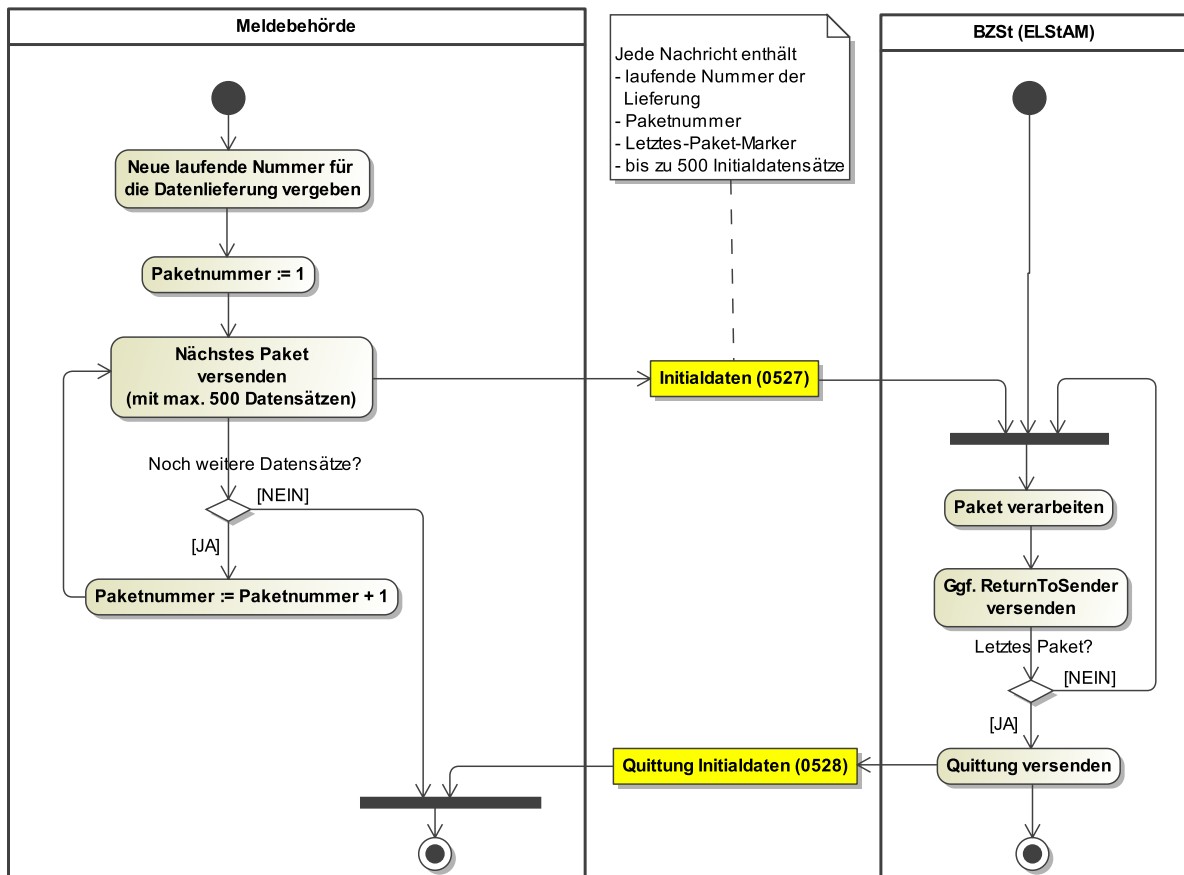 Meldebehörde
BZSt (ELStAM)
Jede Nachricht enthält
- laufende Nummer der
Lieferung
- Paketnummer
- Letztes-Paket-Marker
- bis zu 500 Initialdatensätze
Neue laufende Nummer für
die Datenlieferung vergeben
Paketnummer := 1
Nächstes Paket
versenden
(mit max. 500 Datensätzen)
Initialdaten (0527)
Noch weitere Datensätze?
[NEIN]
[JA]
Paketnummer := Paketnummer + 1
Paket verarbeiten
Ggf. ReturnToSender
versenden
Letztes Paket?
[NEIN]
[JA]
Quittung versenden
Quittung Initialdaten (0528)